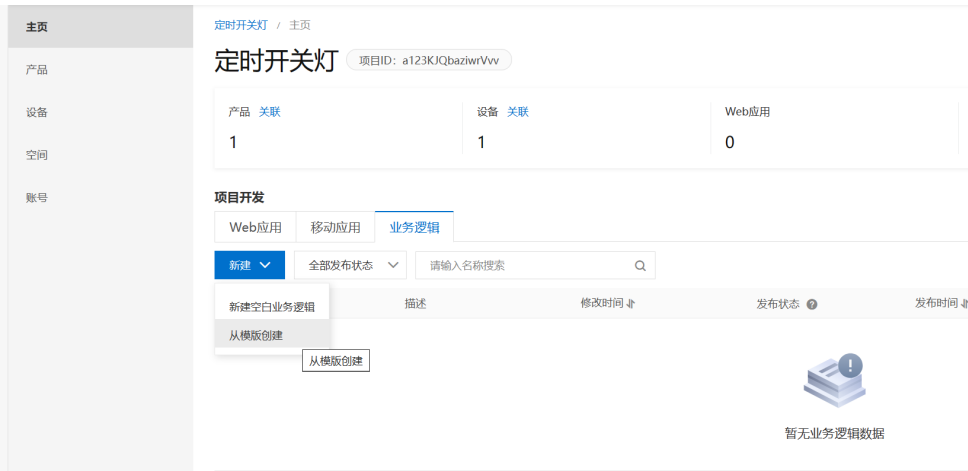 主页
产品
设备
空间
账号
定时开关灯 / 主页
定时开关灯 项目ID: a123KJQbaziwrVvv
产品 关联 设备 关联 Web应用
1 1 0
项目开发
Web应用 移动应用 业务逻辑
新建 全部发布状态 请输入名称搜索
描述 修改时间 发布状态 发布时间
新建空白业务逻辑
从模版创建
从模版创建
暂无业务逻辑数据